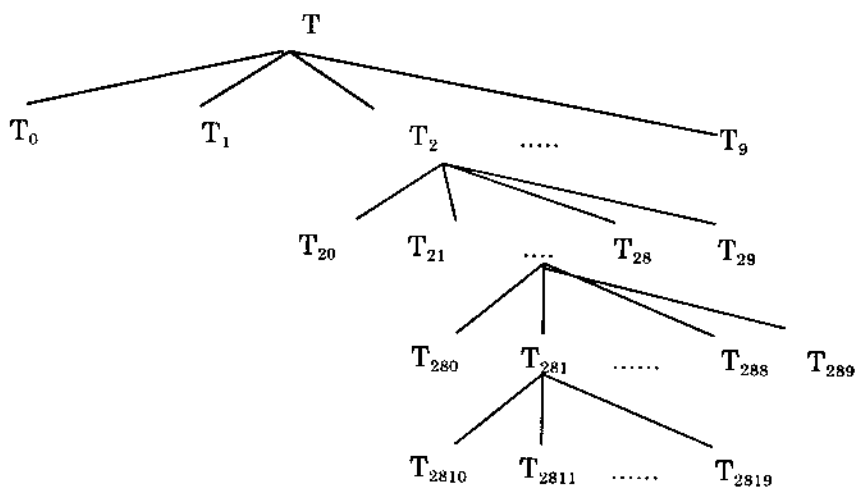 T
T₀ T₁ T₂ ..... T₉
T₂₀ T₂₁ .... T₂₈ T₂₉
T₂₈₀ T₂₈₁ ...... T₂₈₈ T₂₈₉
T₂₈₁₀ T₂₈₁₁ ...... T₂₈₁₉